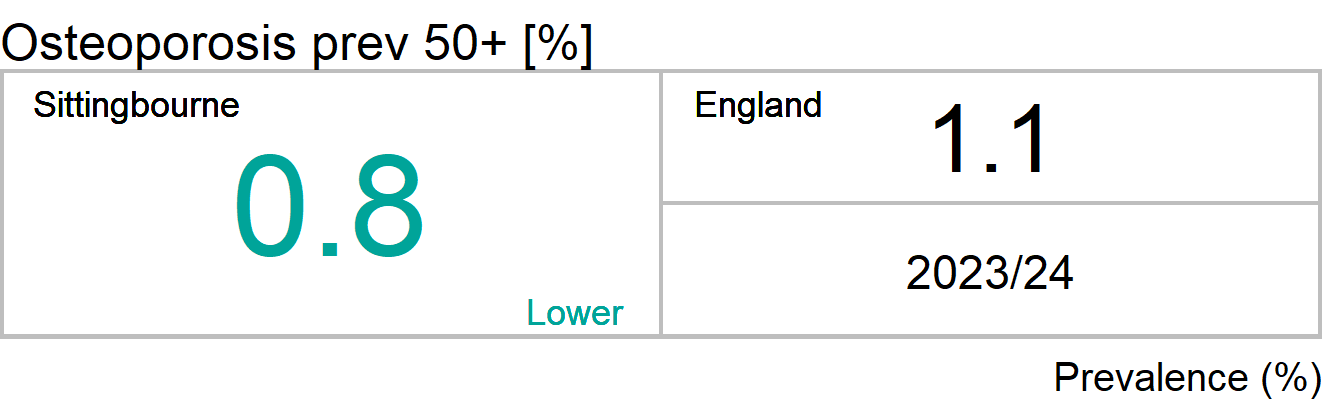 Osteoporosis prev 50+ [%]
Sittingbourne
0.8
Lower
England
1.1
2023/24
Prevalence (%)